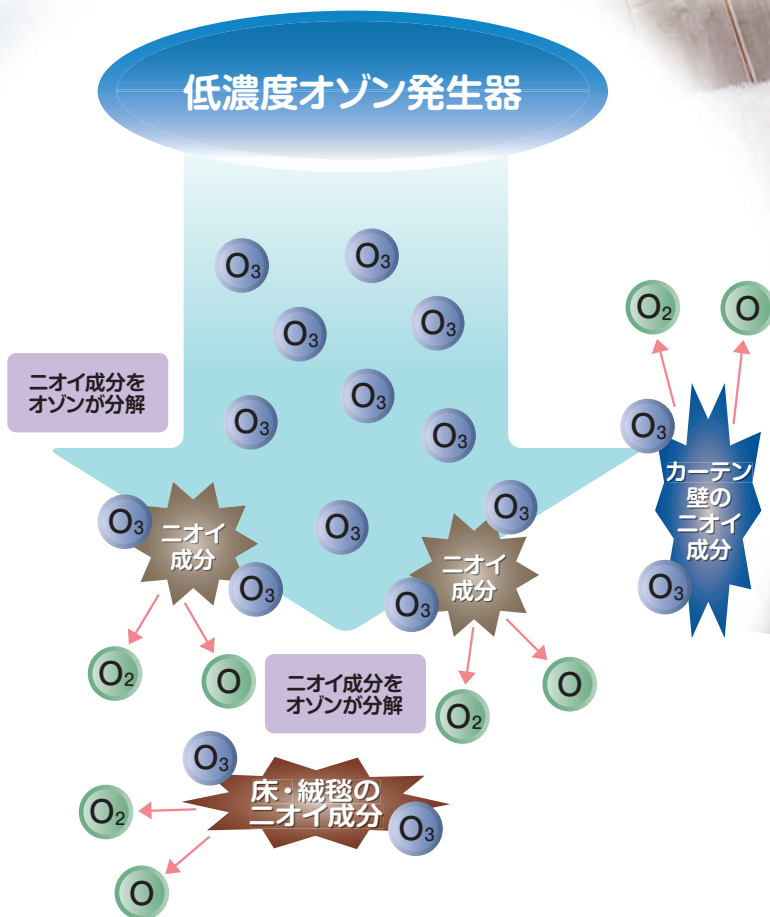 低濃度オゾン発生器
O₃
O₃
O₃
O₃
O₂
O
ニオイ成分を
オゾンが分解
O₃
O₃
O₃
O₃
カーテン
壁の
ニオイ
成分
O₃
O₃
O₃
O₃
ニオイ
成分
ニオイ
成分
O₃
O₃
O₃
O₂
O
ニオイ成分を
オゾンが分解
O₂
O
O₃
床・絨毯の
ニオイ成分
O₂
O₃
O